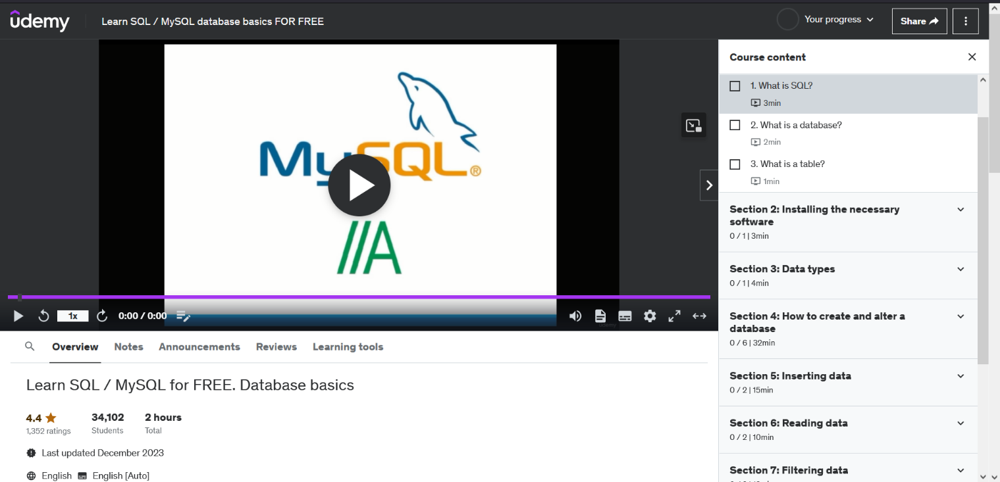 ûdemy
Learn SQL / MySQL database basics FOR FREE
Your progress
Share
MySQL®
//A
1x
0:00 / 0:00
udemy
Overview
Notes
Announcements
Reviews
Learning tools
Learn SQL / MySQL for FREE. Database basics
4.4
34,102
2 hours
1,352 ratings
Students
Total
Last updated December 2023
English
English [Auto]
Course content
1. What is SQL?
3min
2. What is a database?
2min
3. What is a table?
1min
Section 2: Installing the necessary
software
0 / 1 | 3min
Section 3: Data types
0 / 1 | 4min
Section 4: How to create and alter a
database
0 / 6 | 32min
Section 5: Inserting data
0 / 2 | 15min
Section 6: Reading data
0 / 2 | 10min
Section 7: Filtering data